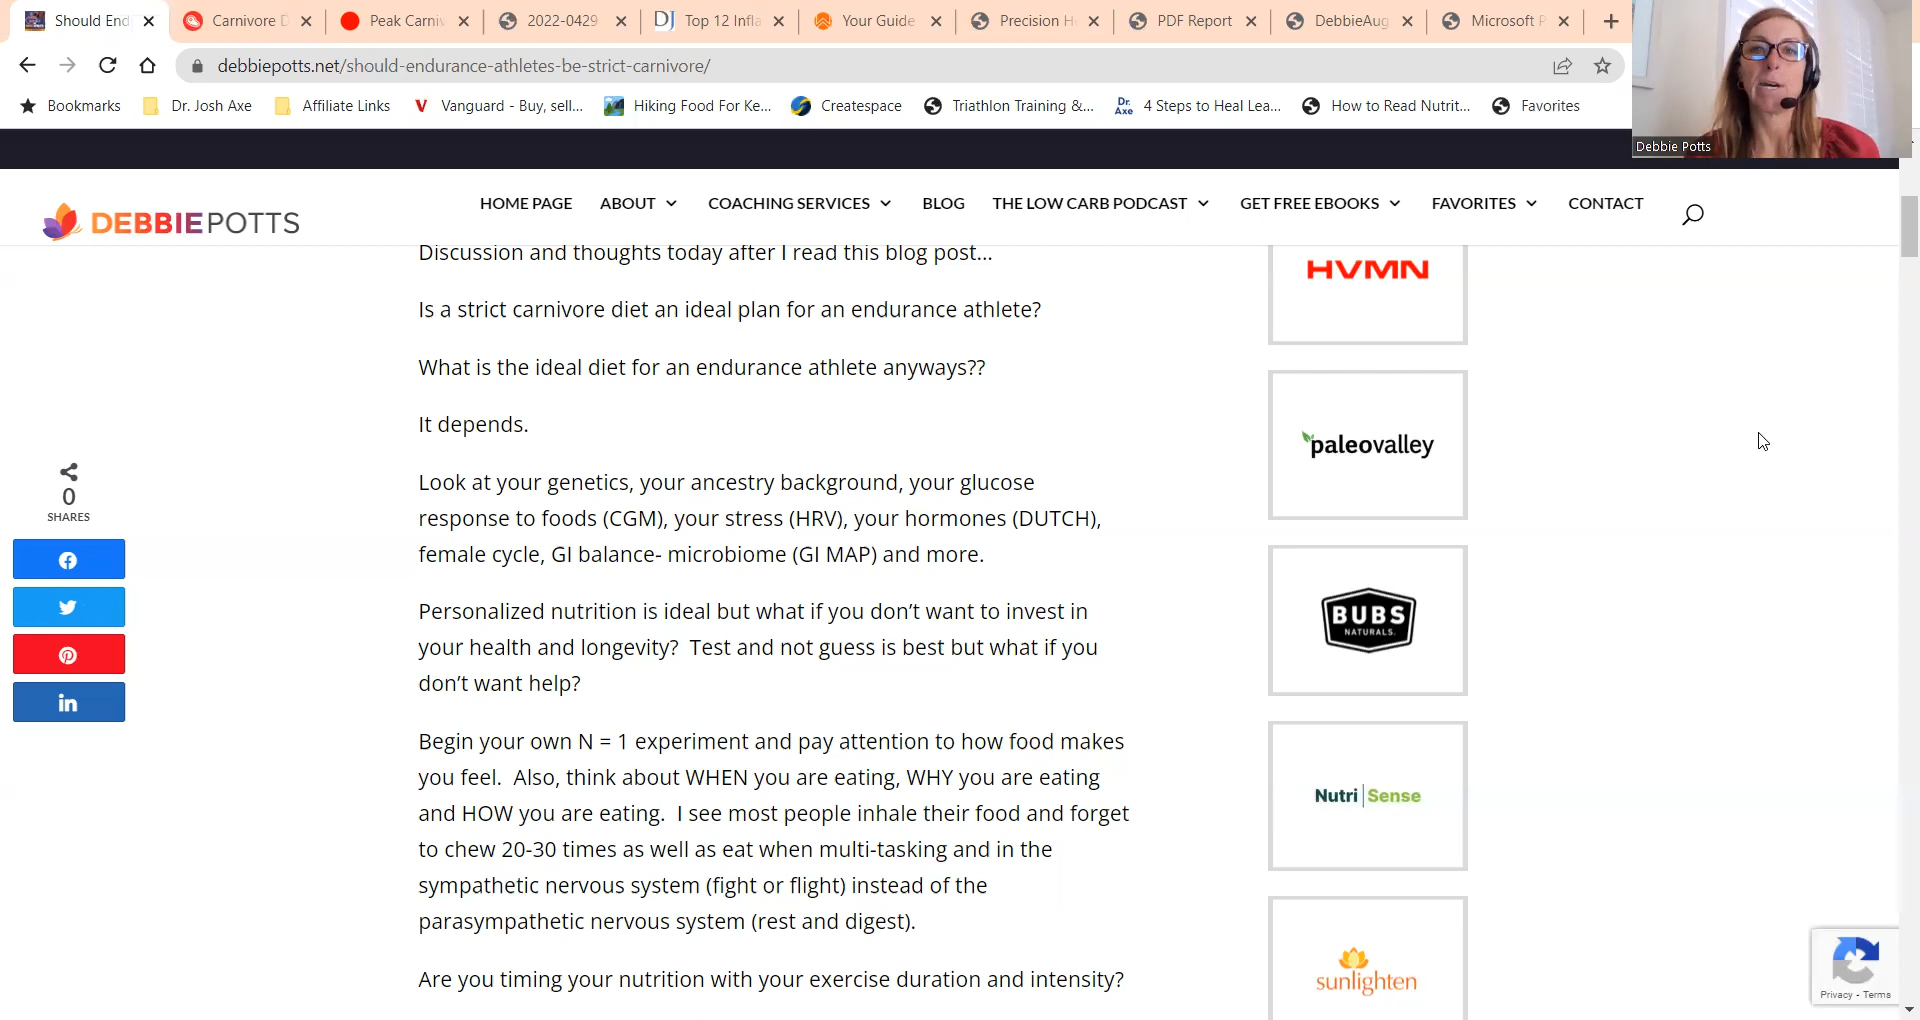 Should End
Carnivore D
Peak Carniv
2022-0429
DJ Top 12 Infla
Your Guide
Precision H
PDF Report
DebbieAug
Microsoft P
debbiepotts.net/should-endurance-athletes-be-strict-carnivore/
Bookmarks
Dr. Josh Axe
Affiliate Links
Vanguard - Buy, sell...
Hiking Food For Ke...
Createspace
Triathlon Training &...
Dr. Axe
4 Steps to Heal Lea...
How to Read Nutrit...
Favorites
Debbie Potts
DEBBIEPOTTS
HOME PAGE
ABOUT
COACHING SERVICES
BLOG
THE LOW CARB PODCAST
GET FREE EBOOKS
FAVORITES
CONTACT
Discussion and thoughts today after I read this blog post...
Is a strict carnivore diet an ideal plan for an endurance athlete?
What is the ideal diet for an endurance athlete anyways??
It depends.
Look at your genetics, your ancestry background, your glucose
response to foods (CGM), your stress (HRV), your hormones (DUTCH),
female cycle, GI balance- microbiome (GI MAP) and more.
Personalized nutrition is ideal but what if you don't want to invest in
your health and longevity?  Test and not guess is best but what if you
don't want help?
Begin your own N = 1 experiment and pay attention to how food makes
you feel.  Also, think about WHEN you are eating, WHY you are eating
and HOW you are eating.  I see most people inhale their food and forget
to chew 20-30 times as well as eat when multi-tasking and in the
sympathetic nervous system (fight or flight) instead of the
parasympathetic nervous system (rest and digest).
Are you timing your nutrition with your exercise duration and intensity?
0
SHARES
HVMN
paleovalley
BUBS
NATURALS.
Nutri Sense
sunlighten
Privacy - Terms